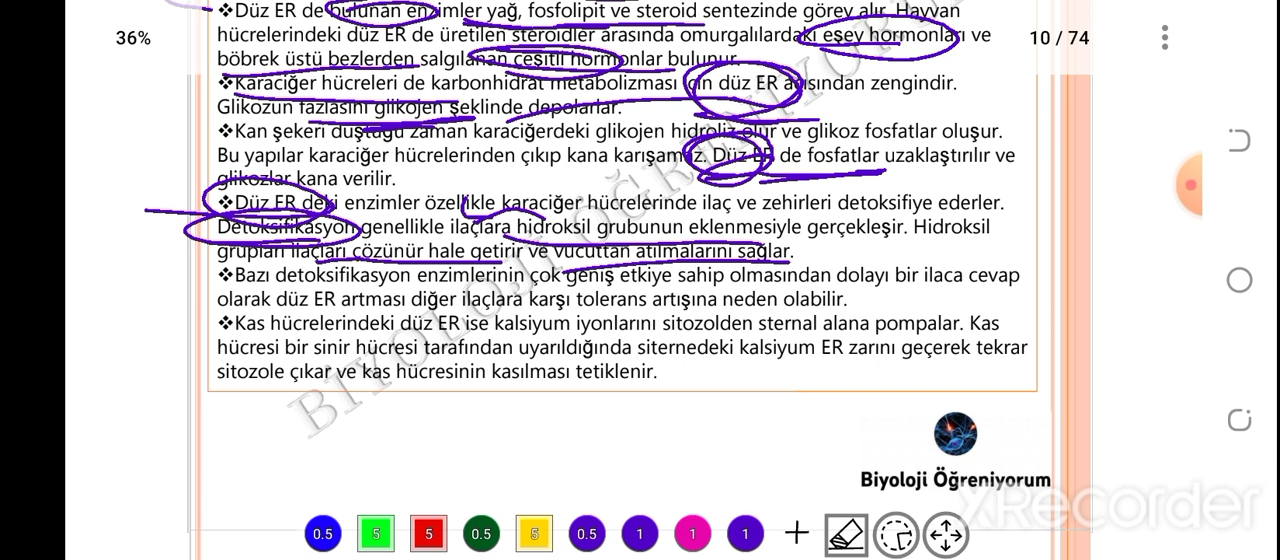 ❖Düz ER de bulunan enzimler yağ, fosfolipit ve steroid sentezinde görev alır. Hayvan
36%
hücrelerindeki düz ER de üretilen steroidler arasında omurgalılardaki eşey hormonları ve
10 / 74
böbrek üstü bezlerden salgılanan çeşitli hormonlar bulunur.
❖Karaciğer hücreleri de karbonhidrat metabolizması için düz ER açısından zengindir.
Glikozun fazlasını glikojen şeklinde depolarlar.
❖Kan şekeri düştüğü zaman karaciğerdeki glikojen hidroliz olur ve glikoz fosfatlar oluşur.
Bu yapılar karaciğer hücrelerinden çıkıp kana karışamaz. Düz ER de fosfatlar uzaklaştırılır ve
glikozlar kana verilir.
❖Düz ER deki enzimler özellikle karaciğer hücrelerinde ilaç ve zehirleri detoksifiye ederler.
Detoksifikasyon genellikle ilaçlara hidroksil grubunun eklenmesiyle gerçekleşir. Hidroksil
grupları ilaçları çözünür hale getirir ve vücuttan atılmalarını sağlar.
❖Bazı detoksifikasyon enzimlerinin çok geniş etkiye sahip olmasından dolayı bir ilaca cevap
olarak düz ER artması diğer ilaçlara karşı tolerans artışına neden olabilir.
❖Kas hücrelerindeki düz ER ise kalsiyum iyonlarını sitozolden sternal alana pompalar. Kas
hücresi bir sinir hücresi tarafından uyarıldığında siternedeki kalsiyum ER zarını geçerek tekrar
sitozole çıkar ve kas hücresinin kasılması tetiklenir.
BİYOLOJİ ÖĞRENİYORUM
Biyoloji Öğreniyorum
XRecorder
0.5 5 5 0.5 5 0.5 1 1 1